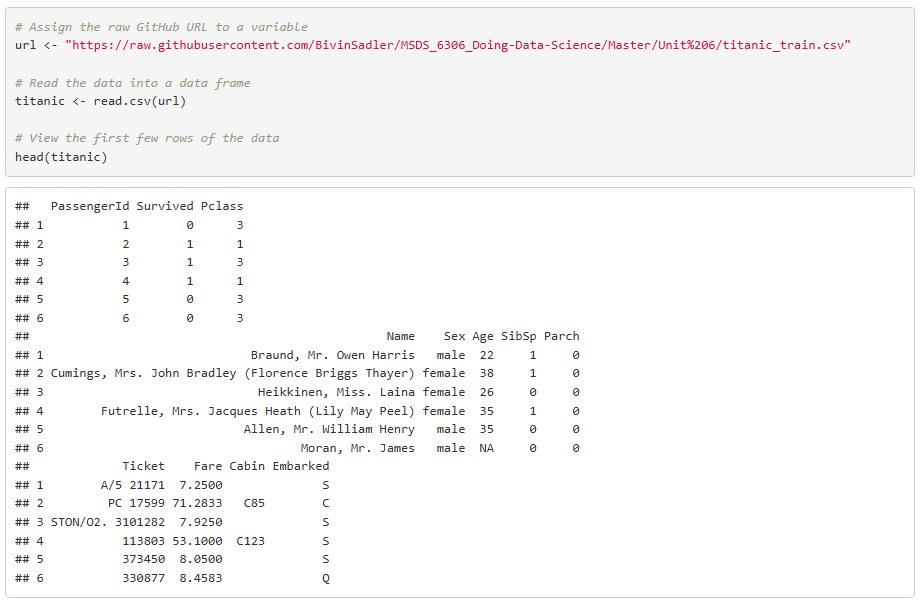 # Assign the raw GitHub URL to a variable
url <- "https://raw.githubusercontent.com/BivinSadler/MSDS_6306_Doing-Data-Science/Master/Unit%206/titanic_train.csv"
# Read the data into a data frame
titanic <- read.csv(url)
# View the first few rows of the data
head(titanic)
##   PassengerId Survived Pclass
## 1           1        0      3
## 2           2        1      1
## 3           3        1      3
## 4           4        1      1
## 5           5        0      3
## 6           6        0      3
##                                                  Name    Sex Age SibSp Parch
## 1                             Braund, Mr. Owen Harris   male  22     1     0
## 2 Cumings, Mrs. John Bradley (Florence Briggs Thayer) female  38     1     0
## 3                              Heikkinen, Miss. Laina female  26     0     0
## 4        Futrelle, Mrs. Jacques Heath (Lily May Peel) female  35     1     0
## 5                            Allen, Mr. William Henry   male  35     0     0
## 6                                    Moran, Mr. James   male  NA     0     0
##             Ticket    Fare Cabin Embarked
## 1        A/5 21171  7.2500              S
## 2         PC 17599 71.2833   C85        C
## 3 STON/O2. 3101282  7.9250              S
## 4           113803 53.1000  C123        S
## 5           373450  8.0500              S
## 6           330877  8.4583              Q